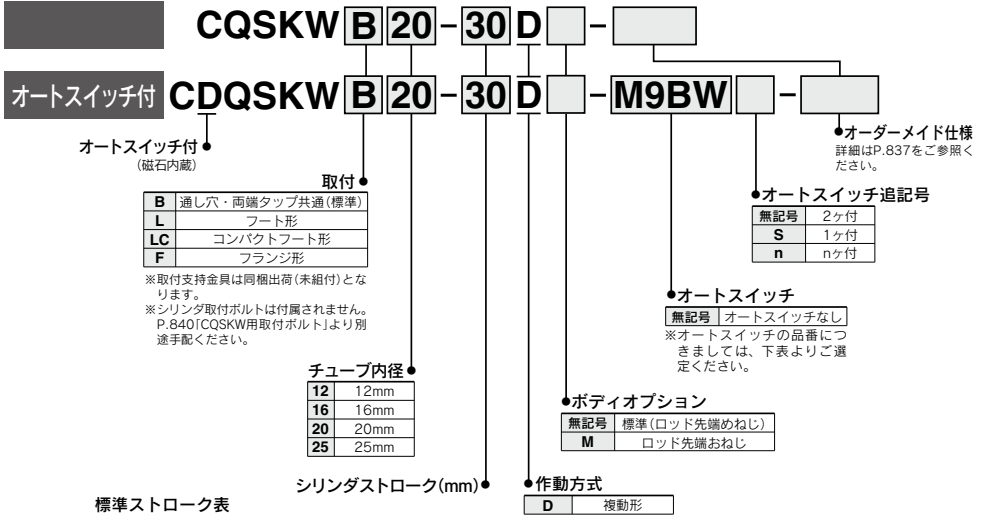 CQSKW B 20-30 D -
オートスイッチ付 CDQSKW B 20-30 D - M9BW -
オートスイッチ付
(磁石内蔵)
取付
B 通し穴・両端タップ共通(標準)
L フート形
LC コンパクトフート形
F フランジ形
※取付支持金具は同梱出荷(未組付)とな
ります。
※シリンダ取付ボルトは付属されません。
P.840「CQSKW用取付ボルト」より別
途手配ください。
チューブ内径
12 12mm
16 16mm
20 20mm
25 25mm
シリンダストローク(mm)
標準ストローク表
作動方式
D 複動形
ボディオプション
無記号 標準(ロッド先端めねじ)
M ロッド先端おねじ
オートスイッチ
無記号 オートスイッチなし
※オートスイッチの品番につ
きましては、下表よりご選
定ください。
オートスイッチ追記号
無記号 2ヶ付
S 1ヶ付
n nヶ付
オーダーメイド仕様
詳細はP.837をご参照く
ださい。